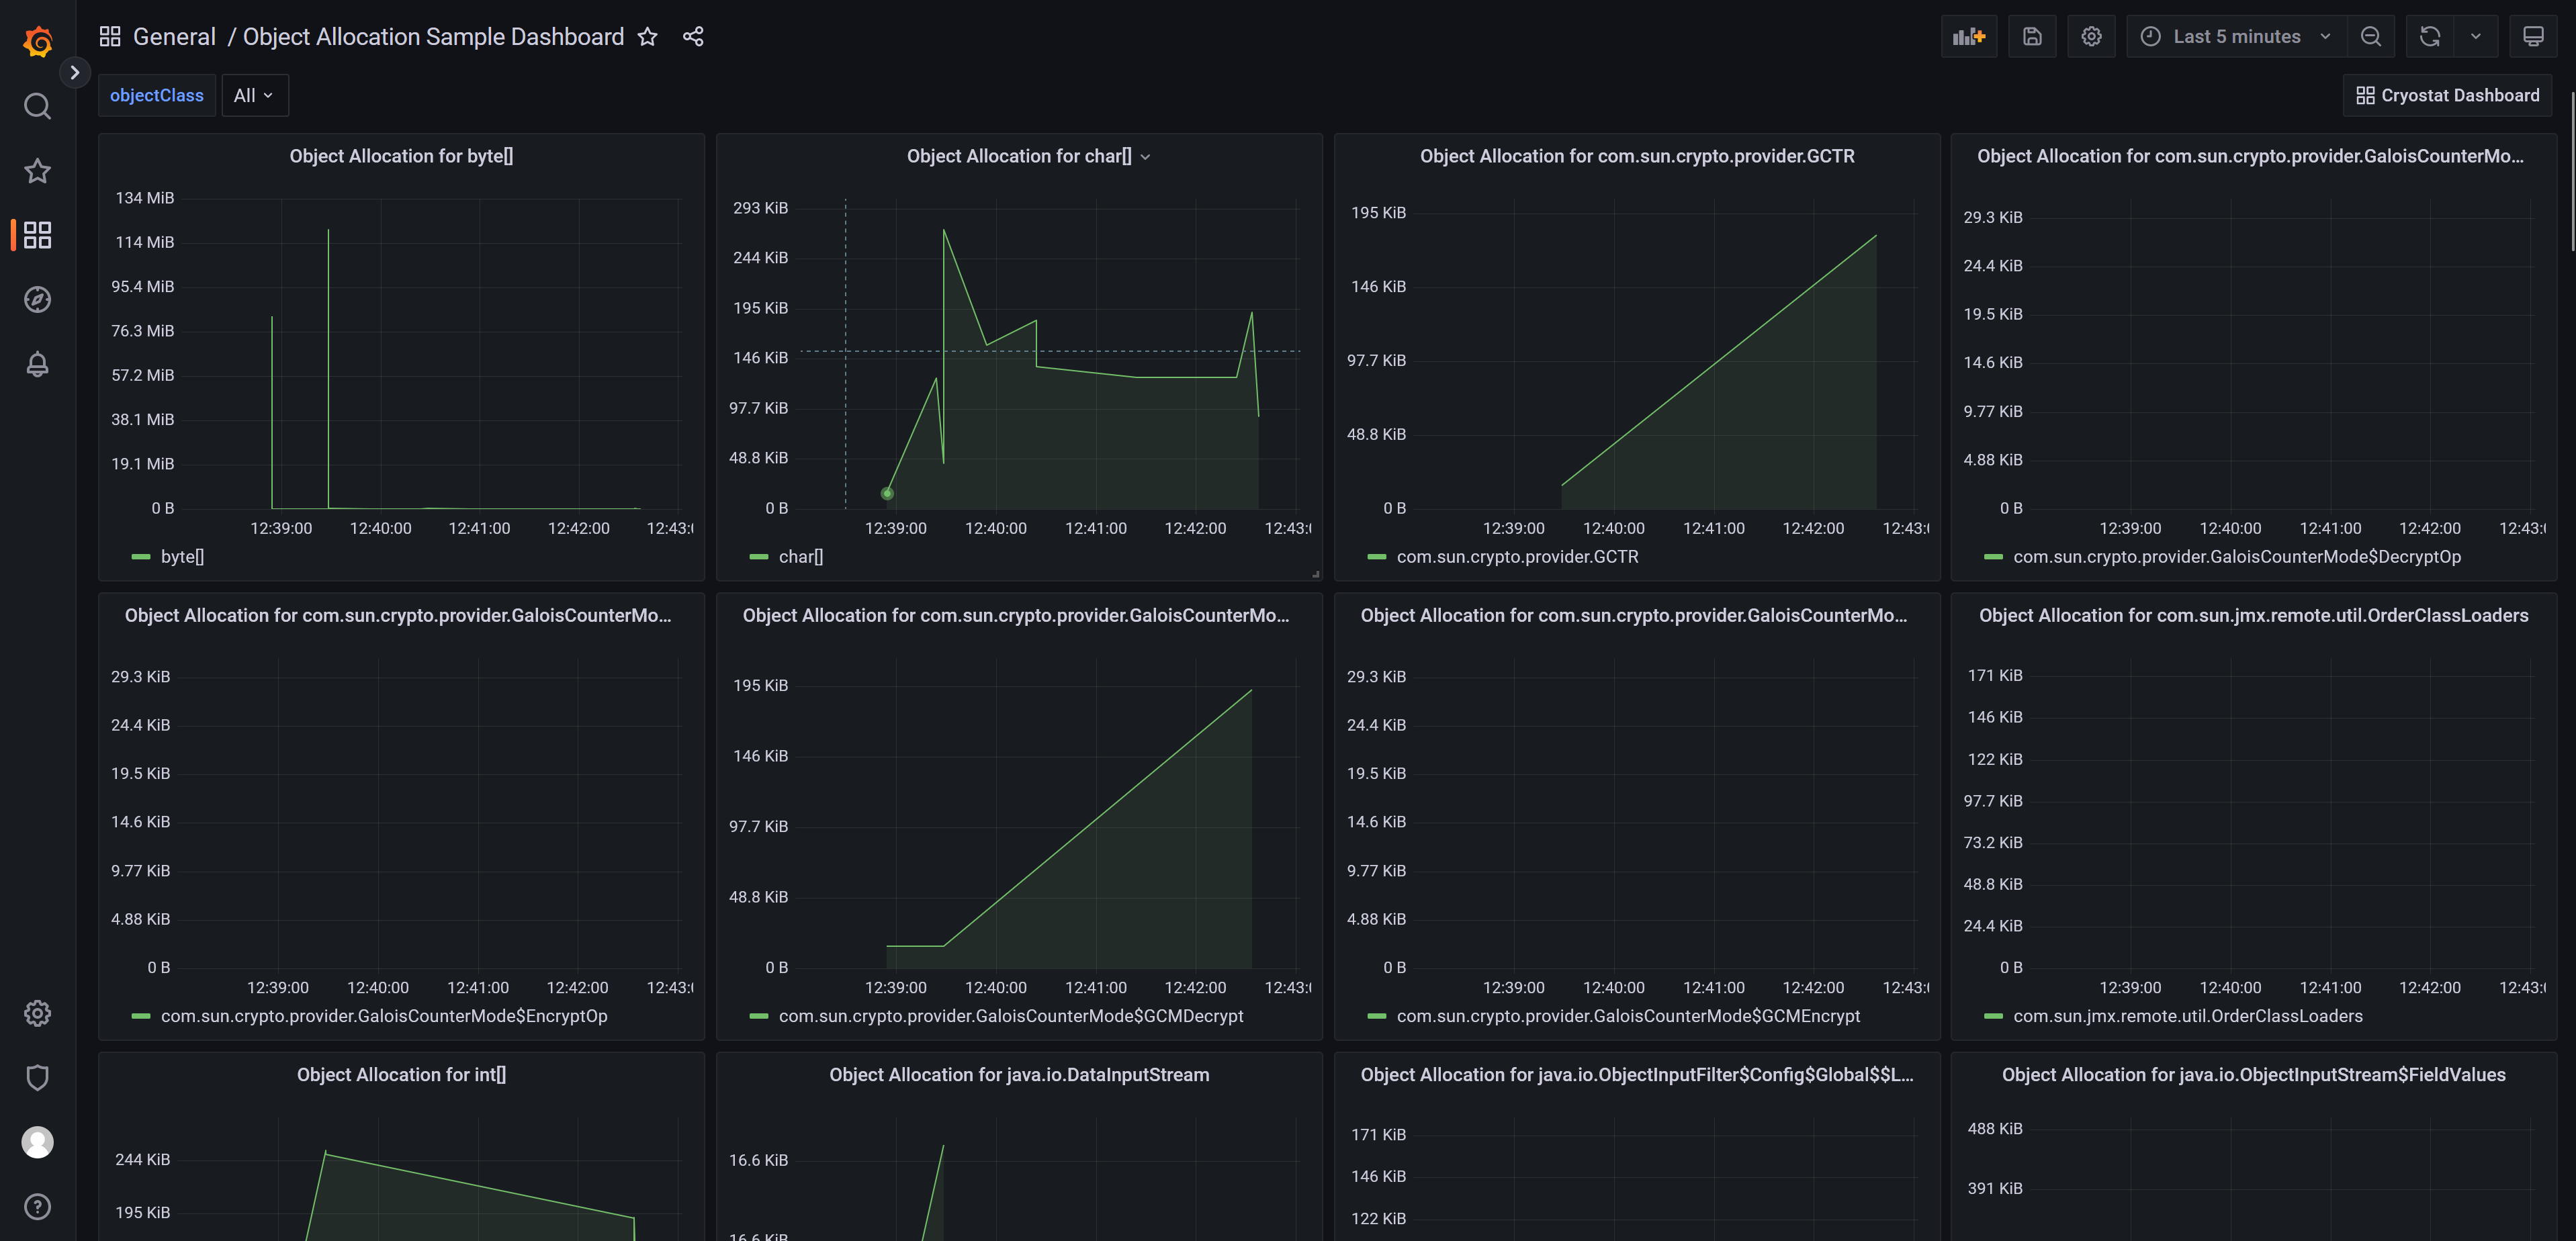 General / Object Allocation Sample Dashboard
Last 5 minutes
objectClass All
Cryostat Dashboard
Object Allocation for byte[]
134 MiB
114 MiB
95.4 MiB
76.3 MiB
57.2 MiB
38.1 MiB
19.1 MiB
0 B
12:39:00 12:40:00 12:41:00 12:42:00 12:43:0
byte[]
Object Allocation for char[]
293 KiB
244 KiB
195 KiB
146 KiB
97.7 KiB
48.8 KiB
0 B
12:39:00 12:40:00 12:41:00 12:42:00 12:43:0
char[]
Object Allocation for com.sun.crypto.provider.GCTR
195 KiB
146 KiB
97.7 KiB
48.8 KiB
0 B
12:39:00 12:40:00 12:41:00 12:42:00 12:43:0
com.sun.crypto.provider.GCTR
Object Allocation for com.sun.crypto.provider.GaloisCounterMo...
29.3 KiB
24.4 KiB
19.5 KiB
14.6 KiB
9.77 KiB
4.88 KiB
0 B
12:39:00 12:40:00 12:41:00 12:42:00 12:43:0
com.sun.crypto.provider.GaloisCounterMode$DecryptOp
Object Allocation for com.sun.crypto.provider.GaloisCounterMo...
29.3 KiB
24.4 KiB
19.5 KiB
14.6 KiB
9.77 KiB
4.88 KiB
0 B
12:39:00 12:40:00 12:41:00 12:42:00 12:43:0
com.sun.crypto.provider.GaloisCounterMode$EncryptOp
Object Allocation for com.sun.crypto.provider.GaloisCounterMo...
195 KiB
146 KiB
97.7 KiB
48.8 KiB
0 B
12:39:00 12:40:00 12:41:00 12:42:00 12:43:0
com.sun.crypto.provider.GaloisCounterMode$GCMDecrypt
Object Allocation for com.sun.crypto.provider.GaloisCounterMo...
29.3 KiB
24.4 KiB
19.5 KiB
14.6 KiB
9.77 KiB
4.88 KiB
0 B
12:39:00 12:40:00 12:41:00 12:42:00 12:43:0
com.sun.crypto.provider.GaloisCounterMode$GCMEncrypt
Object Allocation for com.sun.jmx.remote.util.OrderClassLoaders
171 KiB
146 KiB
122 KiB
97.7 KiB
73.2 KiB
48.8 KiB
24.4 KiB
0 B
12:39:00 12:40:00 12:41:00 12:42:00 12:43:0
com.sun.jmx.remote.util.OrderClassLoaders
Object Allocation for int[]
244 KiB
195 KiB
Object Allocation for java.io.DataInputStream
16.6 KiB
16.6 KiB
Object Allocation for java.io.ObjectInputFilter$Config$Global$$L...
171 KiB
146 KiB
122 KiB
Object Allocation for java.io.ObjectInputStream$FieldValues
488 KiB
391 KiB